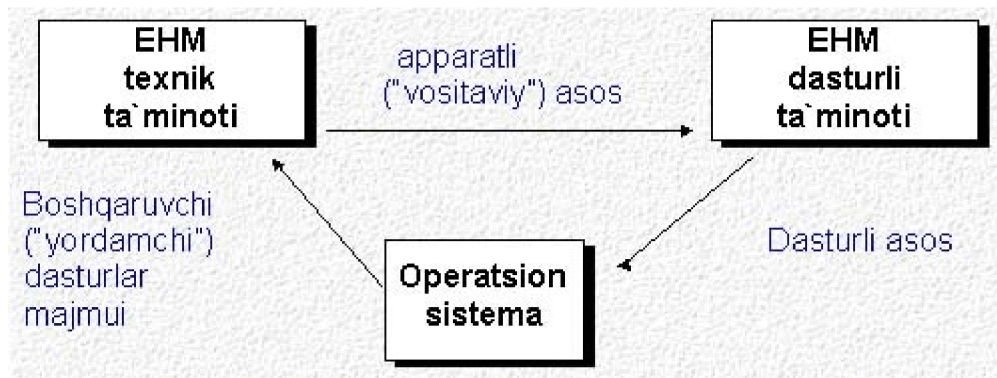 EHM
texnik
ta`minoti
apparatli
("vositaviy") asos
EHM
dasturli
ta`minoti
Boshqaruvchi
("yordamchi")
dasturlar
majmui
Operatsion
sistema
Dasturli asos